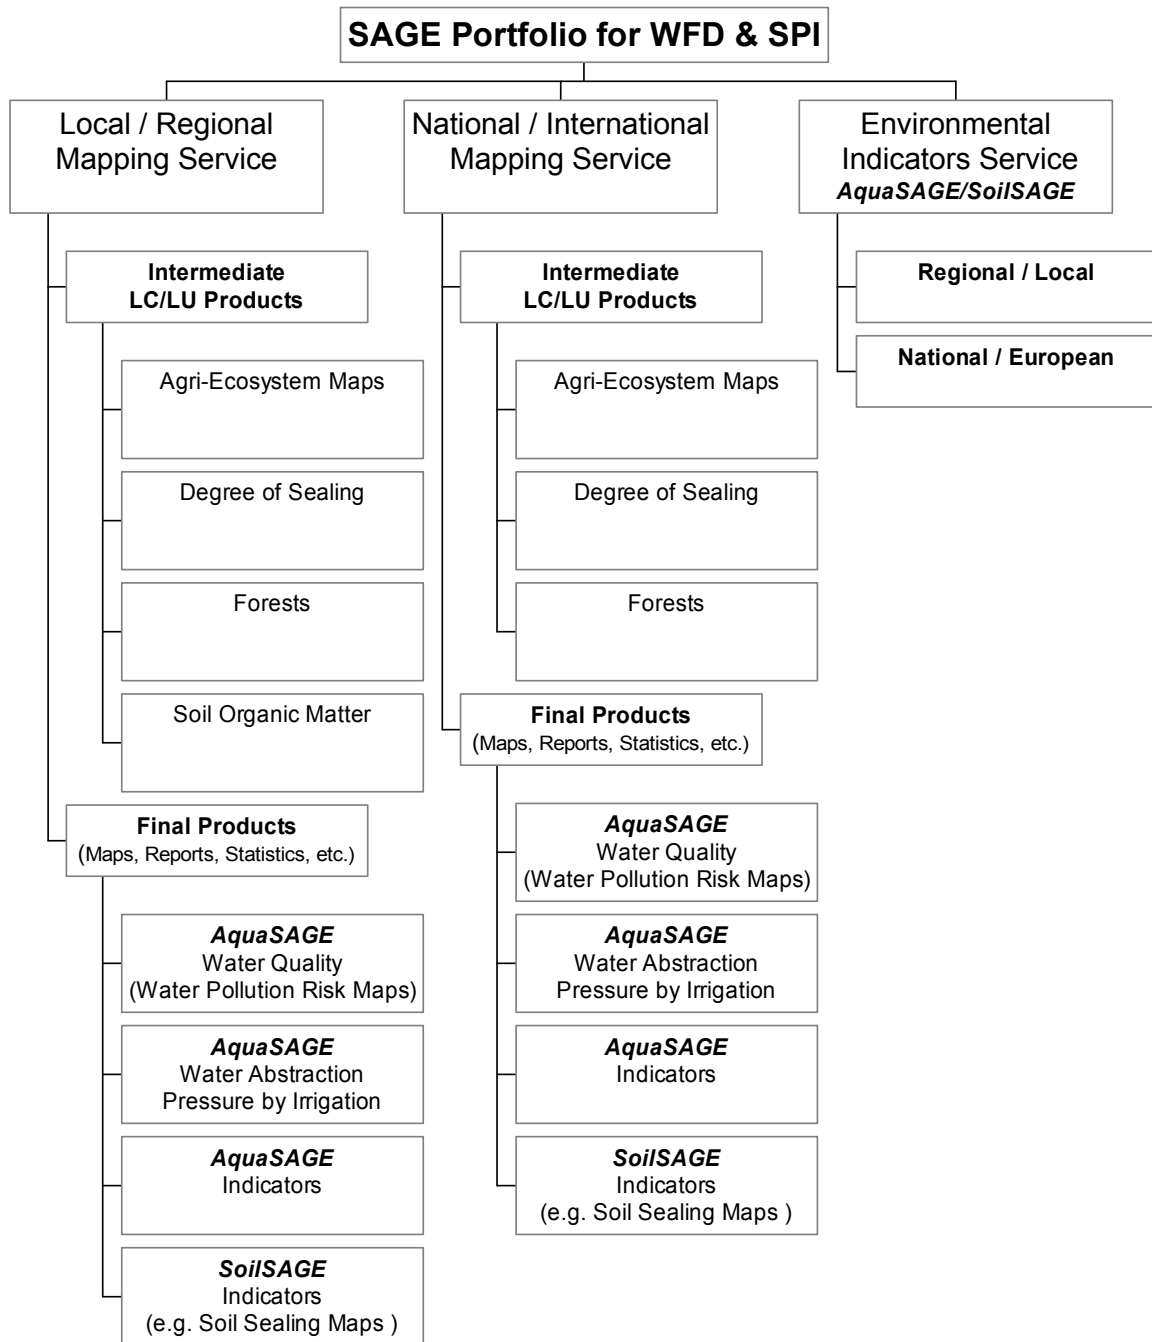 SAGE Portfolio for WFD & SPI
Local / Regional
Mapping Service
National / International
Mapping Service
Environmental
Indicators Service
AquaSAGE/SoilSAGE
Intermediate
LC/LU Products
Agri-Ecosystem Maps
Degree of Sealing
Forests
Soil Organic Matter
Final Products
(Maps, Reports, Statistics, etc.)
AquaSAGE
Water Quality
(Water Pollution Risk Maps)
AquaSAGE
Water Abstraction
Pressure by Irrigation
AquaSAGE
Indicators
SoilSAGE
Indicators
(e.g. Soil Sealing Maps )
Intermediate
LC/LU Products
Agri-Ecosystem Maps
Degree of Sealing
Forests
Final Products
(Maps, Reports, Statistics, etc.)
AquaSAGE
Water Quality
(Water Pollution Risk Maps)
AquaSAGE
Water Abstraction
Pressure by Irrigation
AquaSAGE
Indicators
SoilSAGE
Indicators
(e.g. Soil Sealing Maps )
Regional / Local
National / European